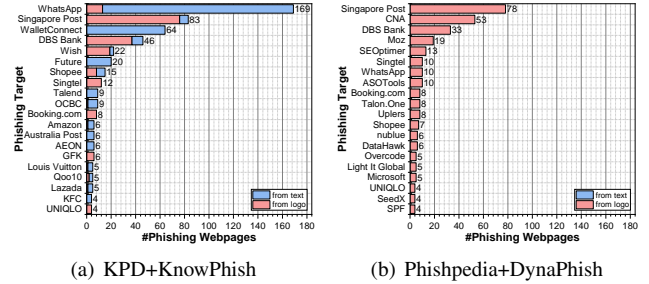 WhatsApp 169
Singapore Post 83
WalletConnect 64
DBS Bank 46
Wish 22
Future 20
Shopee 15
Singtel 12
Talend 9
OCBC 9
Booking.com 8
Amazon 6
Australia Post 6
AEON 6
GFK 6
Louis Vuitton 5
Qoo10 5
Lazada 5
KFC 4
UNIQLO 4
Phishing Target
from text
from logo
0 20 40 60 80 100 120 140 160 180
#Phishing Webpages
(a) KPD+KnowPhish
Singapore Post 78
CNA 53
DBS Bank 33
Moz 19
SEOptimer 13
Singtel 10
WhatsApp 10
ASOTools 10
Booking.com 8
Talon.One 8
Uplers 8
Shopee 7
nublue 6
DataHawk 6
Overcode 5
Light It Global 5
Microsoft 5
UNIQLO 4
SeedX 4
SPF 4
Phishing Target
from text
from logo
0 20 40 60 80 100 120 140 160 180
#Phishing Webpages
(b) Phishpedia+DynaPhish